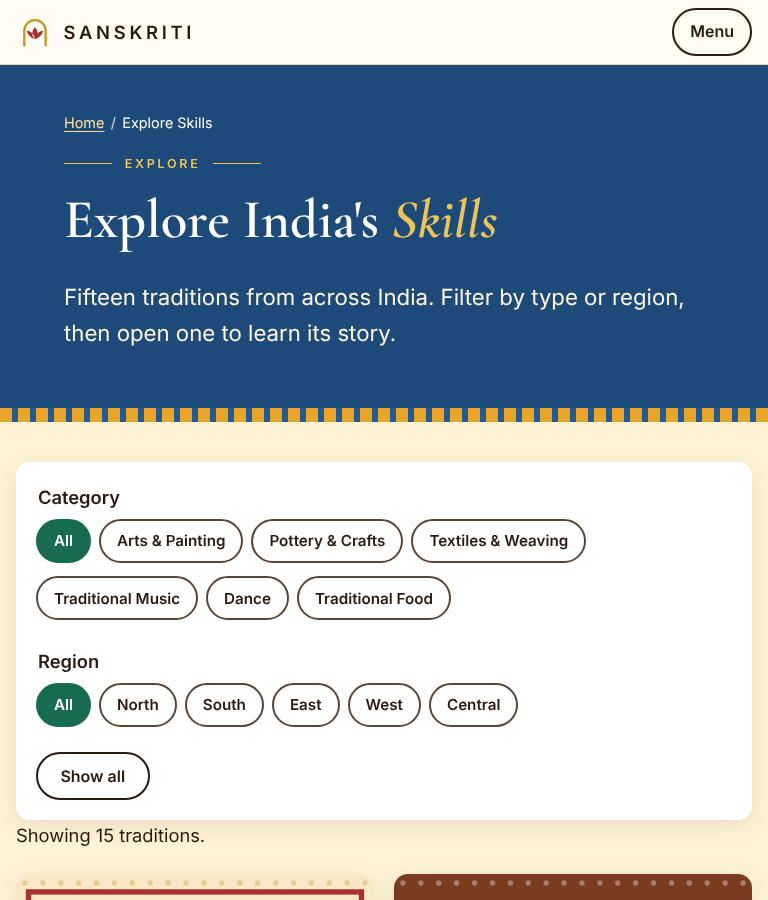 SANSKRITI
Menu
Home / Explore Skills
EXPLORE
Explore India's Skills
Fifteen traditions from across India. Filter by type or region,
then open one to learn its story.
Category
All
Arts & Painting
Pottery & Crafts
Textiles & Weaving
Traditional Music
Dance
Traditional Food
Region
All
North
South
East
West
Central
Show all
Showing 15 traditions.